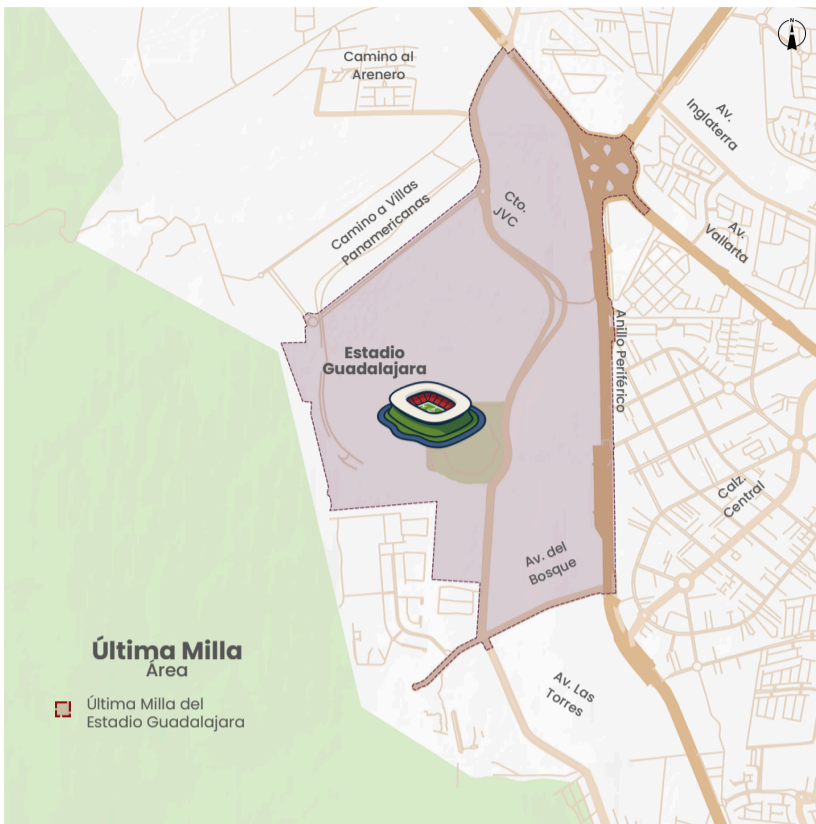 N
Camino al
Arenero
Av.
Inglaterra
Camino a Villas
Panamericanas
Cto.
JVC
Av.
Vallarta
Anillo Periférico
Estadio
Guadalajara
Calz.
Central
Av. del
Bosque
Última Milla
Área
Av. Las
Torres
Última Milla del
Estadio Guadalajara